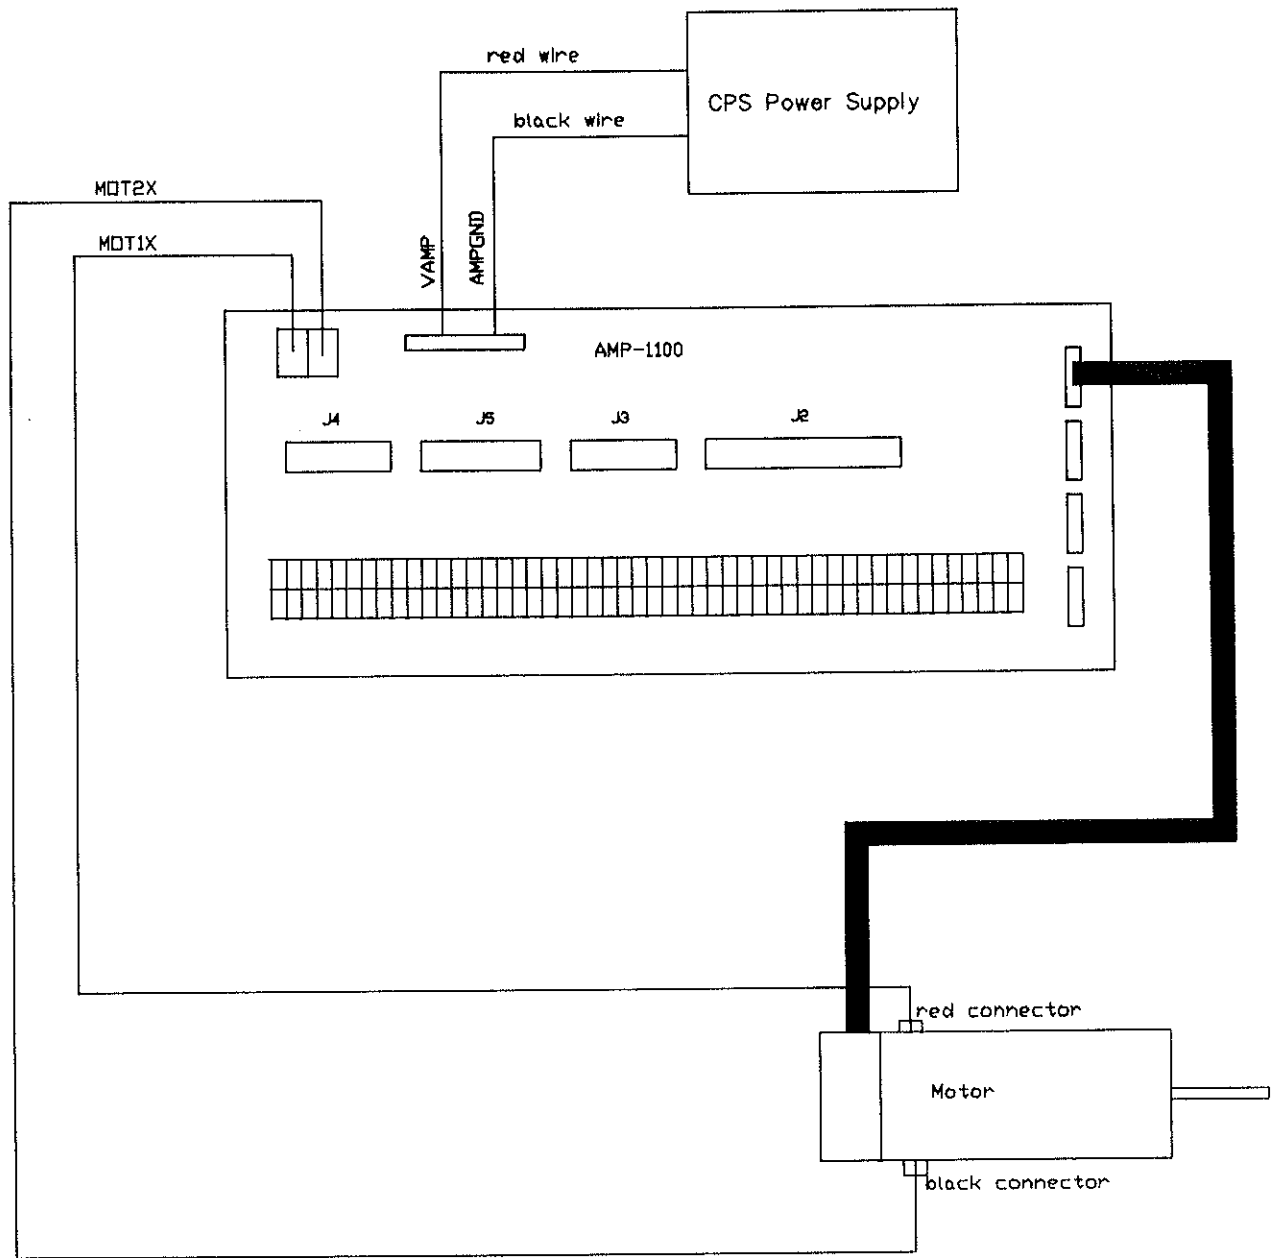 red wire
CPS Power Supply
black wire
MOT2X
MOT1X
VAMP
AMPGND
AMP-1100
J4
J5
J3
J2
red connector
Motor
black connector